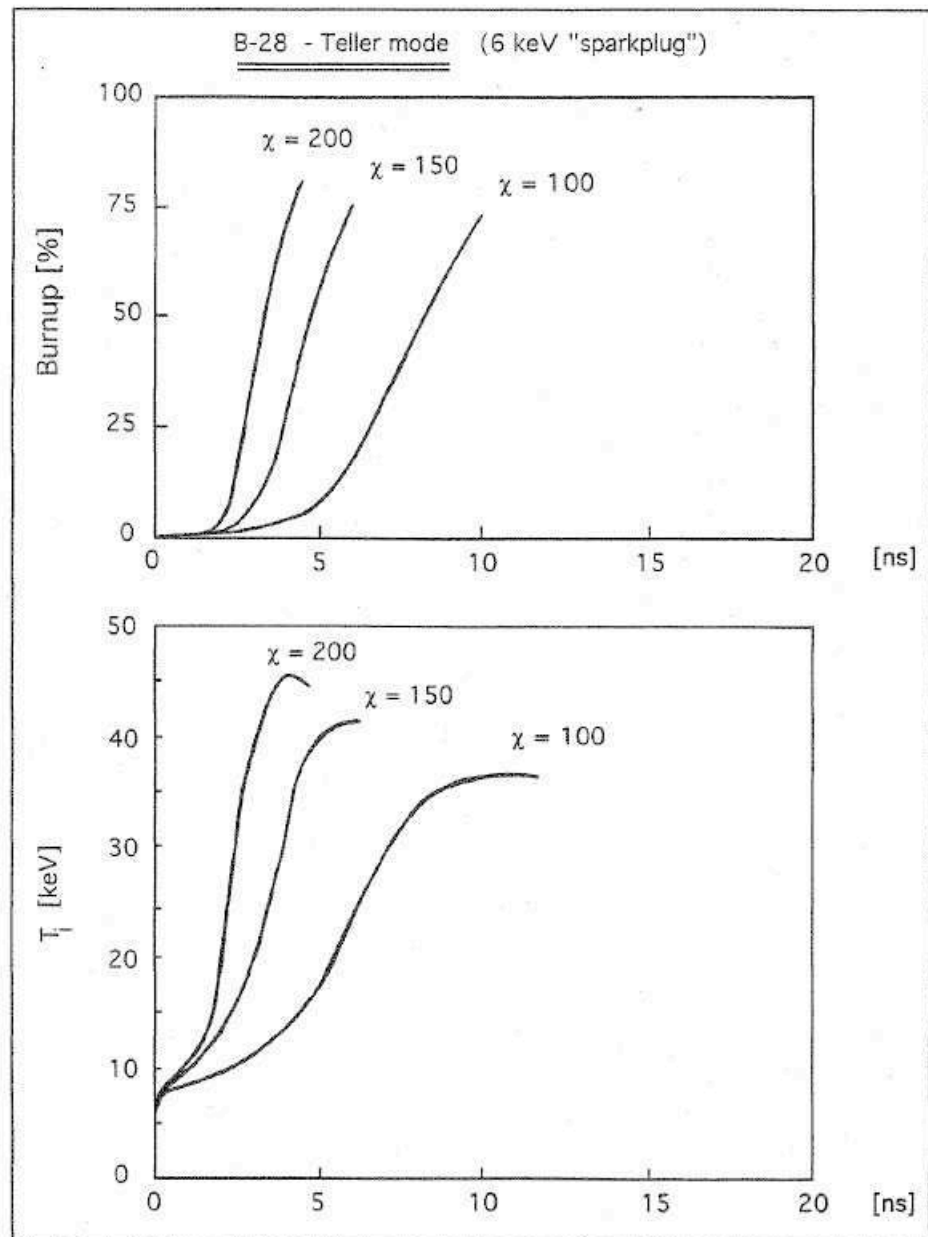 B-28 - Teller mode (6 keV "sparkplug")
100
75
50
25
0
Burnup [%]
χ = 200
χ = 150
χ = 100
0 5 10 15 20 [ns]
50
40
30
20
10
0
T_i [keV]
χ = 200
χ = 150
χ = 100
0 5 10 15 20 [ns]